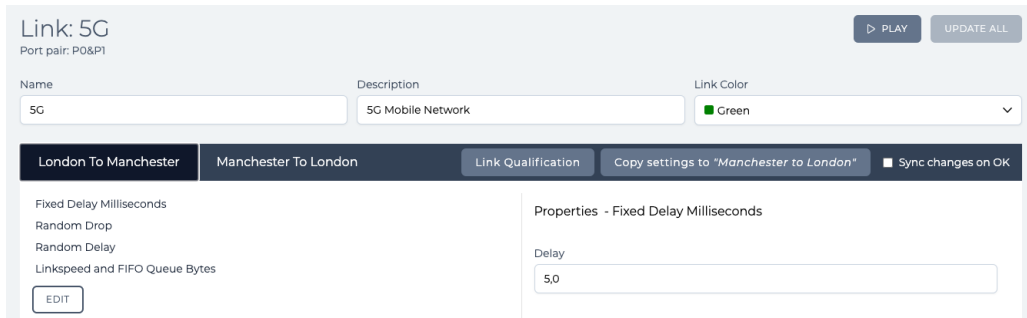 Link: 5G
Port pair: P0&P1
PLAY
UPDATE ALL
Name
Description
Link Color
5G
5G Mobile Network
Green
London To Manchester
Manchester To London
Link Qualification
Copy settings to "Manchester to London"
Sync changes on OK
Fixed Delay Milliseconds
Random Drop
Random Delay
Linkspeed and FIFO Queue Bytes
EDIT
Properties - Fixed Delay Milliseconds
Delay
5,0